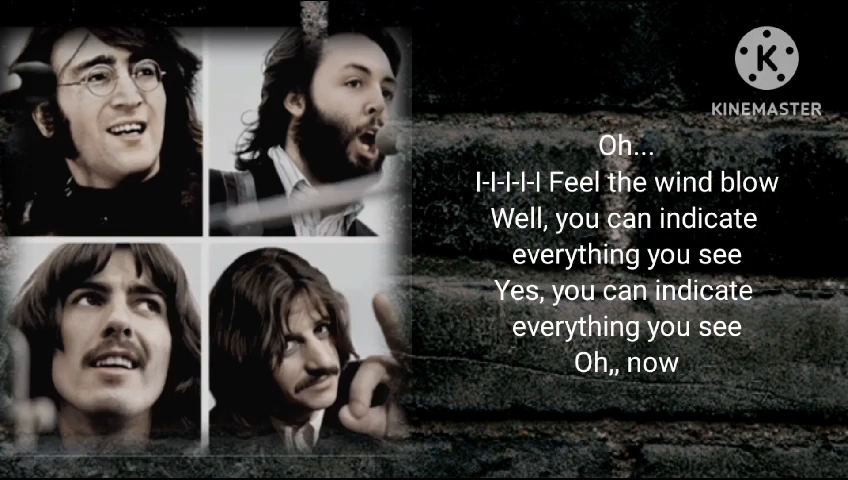 KINEMASTER
Oh...
I-I-I-I-I Feel the wind blow
Well, you can indicate
everything you see
Yes, you can indicate
everything you see
Oh,, now